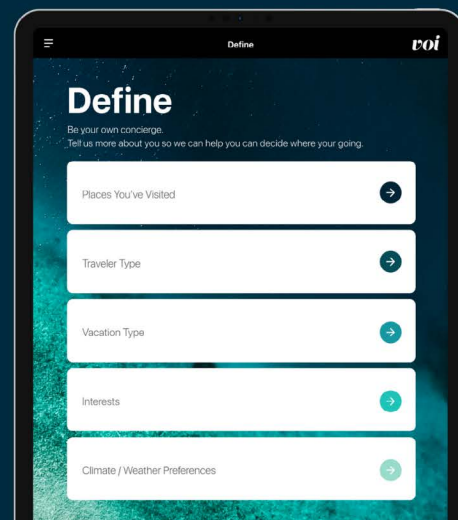 Define
voi
Define
Be your own concierge.
Tell us more about you so we can help you can decide where your going.
Places You've Visited
Traveler Type
Vacation Type
Interests
Climate / Weather Preferences